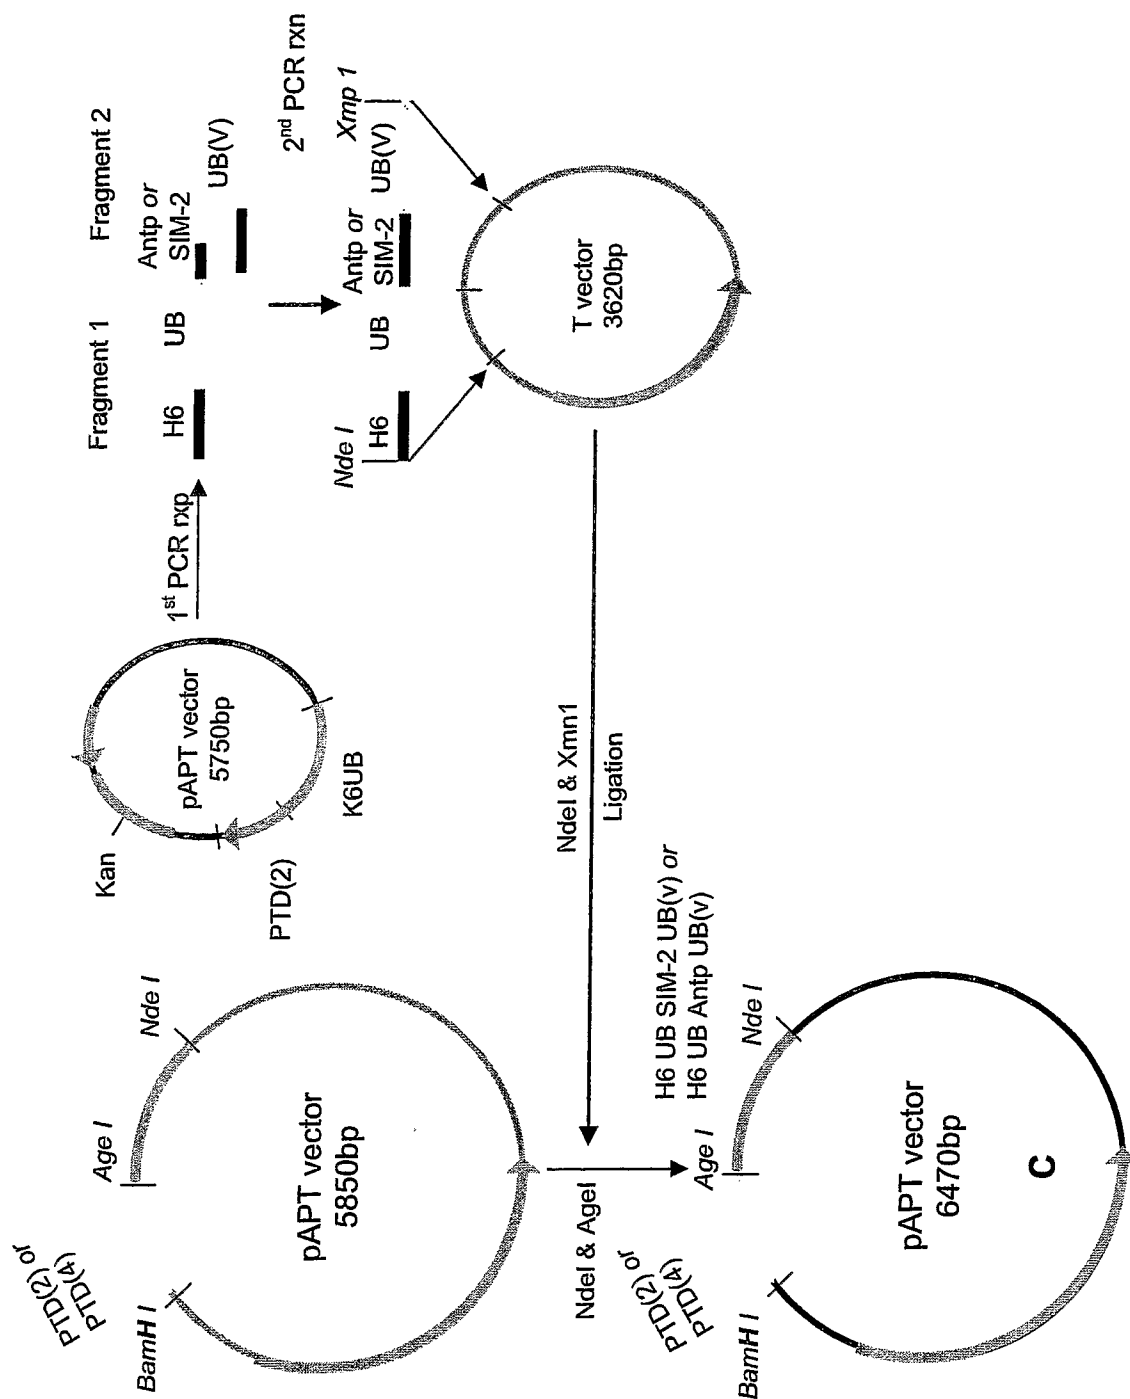 PTD(2) or
PTD(4)
BamH I
Age I
Nde I
pAPT vector
5850bp
Kan
pAPT vector
5750bp
PTD(2)
K6UB
1st PCR rxp
Fragment 1
Fragment 2
H6
UB
Antp or
SIM-2
UB(V)
2nd PCR rxn
Nde I
H6
UB
Antp or
SIM-2
UB(V)
Xmp 1
T vector
3620bp
NdeI & Xmn1
Ligation
NdeI & AgeI
H6 UB SIM-2 UB(v) or
H6 UB Antp UB(v)
PTD(2) or
PTD(4)
BamH I
Age I
Nde I
pAPT vector
6470bp
C